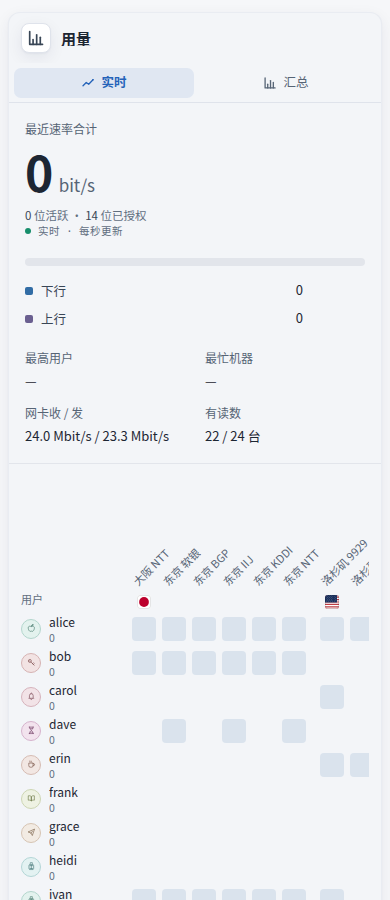 用量
实时
汇总
最近速率合计
0 bit/s
0 位活跃 · 14 位已授权
实时 · 每秒更新
下行 0
上行 0
最高用户 最忙机器
— —
网卡收 / 发 有读数
24.0 Mbit/s / 23.3 Mbit/s 22 / 24 台
大阪 NTT
东京 软银
东京 BGP
东京 IIJ
东京 KDDI
东京 NTT
洛杉矶 9929
用户
alice
0
bob
0
carol
0
dave
0
erin
0
frank
0
grace
0
heidi
0
ivan